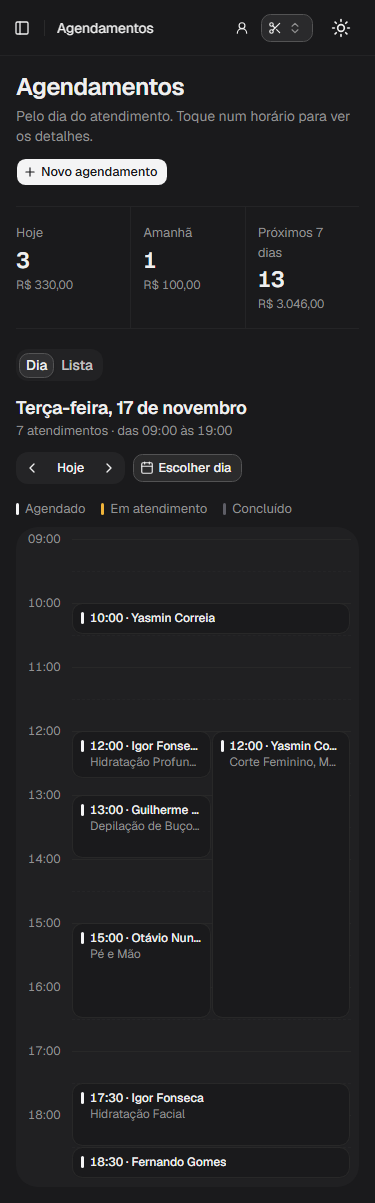 Agendamentos
Agendamentos
Pelo dia do atendimento. Toque num horário para ver
os detalhes.
+ Novo agendamento
Hoje
3
R$ 330,00
Amanhã
1
R$ 100,00
Próximos 7
dias
13
R$ 3.046,00
Dia Lista
Terça-feira, 17 de novembro
7 atendimentos · das 09:00 às 19:00
Hoje
Escolher dia
Agendado Em atendimento Concluído
09:00
10:00
10:00 · Yasmin Correia
11:00
12:00
12:00 · Igor Fonse...
Hidratação Profun...
12:00 · Yasmin Co...
Corte Feminino, M...
13:00
13:00 · Guilherme ...
Depilação de Buço...
14:00
15:00
15:00 · Otávio Nun...
Pé e Mão
16:00
17:00
17:30 · Igor Fonseca
Hidratação Facial
18:00
18:30 · Fernando Gomes